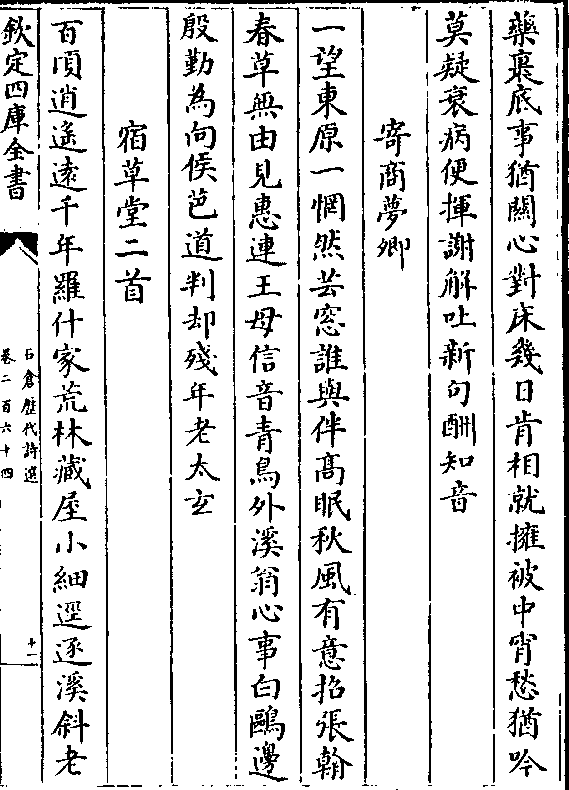 藥裹底事猶關心對床幾日肯相就擁被中宵愁猶吟
莫疑衰病便揮謝解吐新句酬知音
寄商夢卿
一望東原一惘然芸窓誰與伴高眠秋風有意招張翰
春草無由見惠連王母信音青鳥外溪翁心事白鷗邊
殷勤為向侯芭道判却殘年老太玄
宿草堂二首
百頃逍遙逺千年羅什家荒林藏屋小細逕逐溪斜老
欽定四庫全書
石倉歴代詩選
卷二百六十四
十一